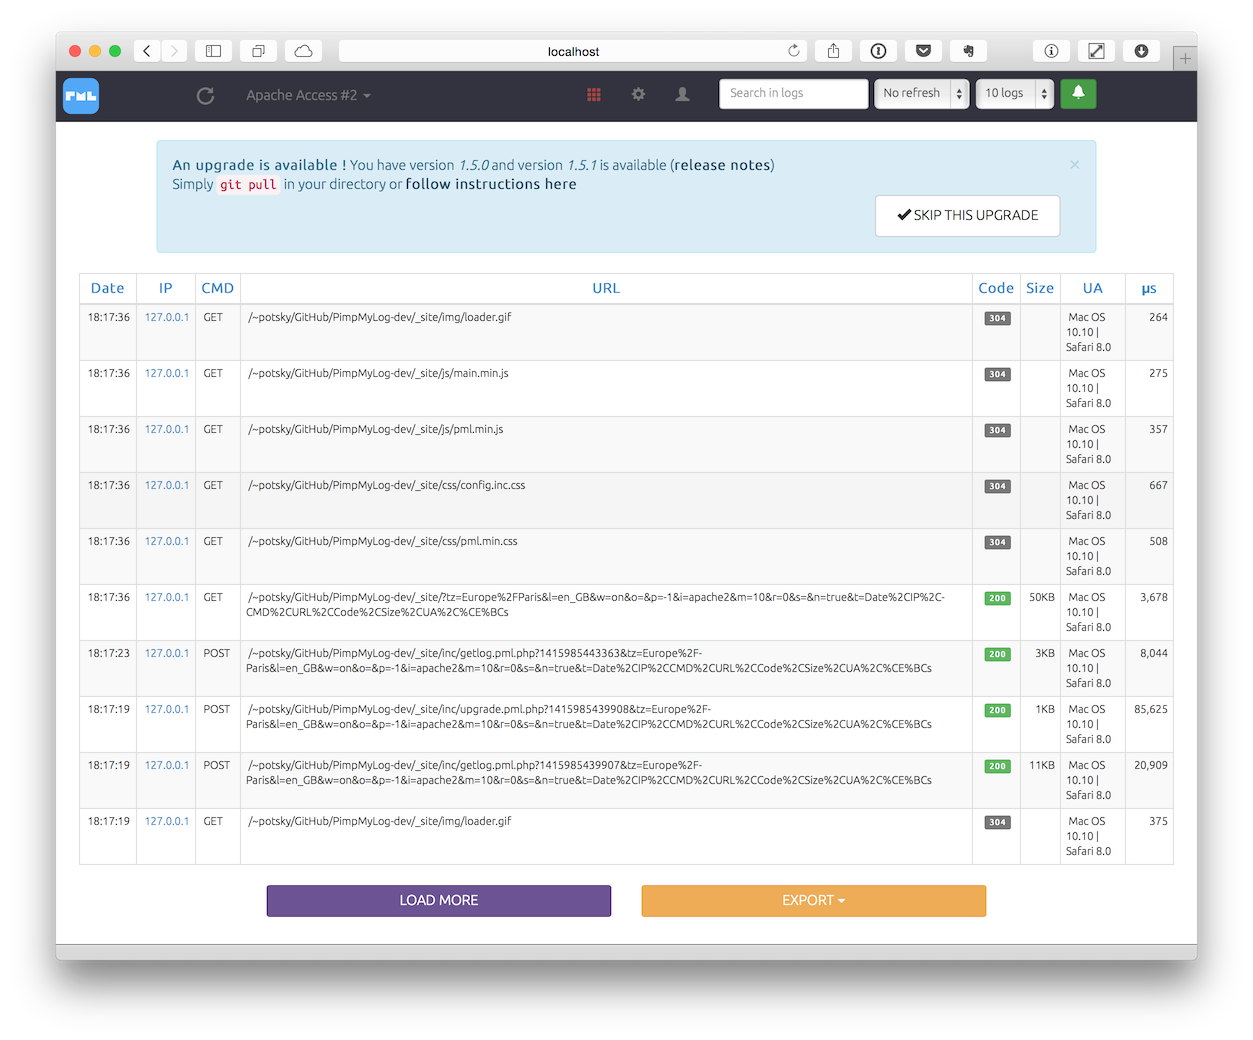 localhost
PML
Apache Access #2
Search in logs
No refresh
10 logs
An upgrade is available ! You have version 1.5.0 and version 1.5.1 is available (release notes)
×
Simply git pull in your directory or follow instructions here
SKIP THIS UPGRADE
Date IP CMD URL Code Size UA µs
18:17:36 127.0.0.1 GET /~potsky/GitHub/PimpMyLog-dev/_site/img/loader.gif 304 Mac OS 264
10.10 |
Safari 8.0
18:17:36 127.0.0.1 GET /~potsky/GitHub/PimpMyLog-dev/_site/js/main.min.js 304 Mac OS 275
10.10 |
Safari 8.0
18:17:36 127.0.0.1 GET /~potsky/GitHub/PimpMyLog-dev/_site/js/pml.min.js 304 Mac OS 357
10.10 |
Safari 8.0
18:17:36 127.0.0.1 GET /~potsky/GitHub/PimpMyLog-dev/_site/css/config.inc.css 304 Mac OS 667
10.10 |
Safari 8.0
18:17:36 127.0.0.1 GET /~potsky/GitHub/PimpMyLog-dev/_site/css/pml.min.css 304 Mac OS 508
10.10 |
Safari 8.0
18:17:36 127.0.0.1 GET /~potsky/GitHub/PimpMyLog-dev/_site/?tz=Europe%2FParis&l=en_GB&w=on&o=&p=-1&i=apache2&m=10&r=0&s=&n=true&t=Date%2CIP%2C- 200 50KB Mac OS 3,678
CMD%2CURL%2CCode%2CSize%2CUA%2C%CE%BCs 10.10 |
Safari 8.0
18:17:23 127.0.0.1 POST /~potsky/GitHub/PimpMyLog-dev/_site/inc/getlog.pml.php?1415985443363&tz=Europe%2F- 200 3KB Mac OS 8,044
Paris&l=en_GB&w=on&o=&p=-1&i=apache2&m=10&r=0&s=&n=true&t=Date%2CIP%2CCMD%2CURL%2CCode%2CSize%2CUA%2C%CE%BCs 10.10 |
Safari 8.0
18:17:19 127.0.0.1 POST /~potsky/GitHub/PimpMyLog-dev/_site/inc/upgrade.pml.php?1415985439908&tz=Europe%2F- 200 1KB Mac OS 85,625
Paris&l=en_GB&w=on&o=&p=-1&i=apache2&m=10&r=0&s=&n=true&t=Date%2CIP%2CCMD%2CURL%2CCode%2CSize%2CUA%2C%CE%BCs 10.10 |
Safari 8.0
18:17:19 127.0.0.1 POST /~potsky/GitHub/PimpMyLog-dev/_site/inc/getlog.pml.php?1415985439907&tz=Europe%2F- 200 11KB Mac OS 20,909
Paris&l=en_GB&w=on&o=&p=-1&i=apache2&m=10&r=0&s=&n=true&t=Date%2CIP%2CCMD%2CURL%2CCode%2CSize%2CUA%2C%CE%BCs 10.10 |
Safari 8.0
18:17:19 127.0.0.1 GET /~potsky/GitHub/PimpMyLog-dev/_site/img/loader.gif 304 Mac OS 375
10.10 |
Safari 8.0
LOAD MORE
EXPORT